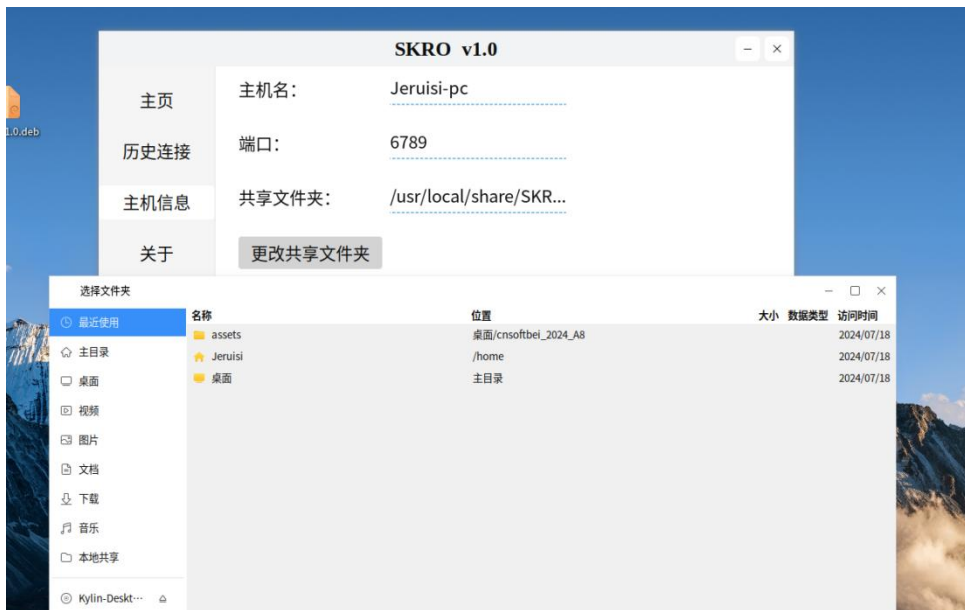 SKRO v1.0
1.0.deb
主页
历史连接
主机信息
关于
主机名： Jeruisi-pc
端口： 6789
共享文件夹： /usr/local/share/SKR...
更改共享文件夹
选择文件夹
最近使用
主目录
桌面
视频
图片
文档
下载
音乐
本地共享
Kylin-Deskt···
名称 位置 大小 数据类型 访问时间
assets 桌面/cnsoftbei_2024_A8 2024/07/18
Jeruisi /home 2024/07/18
桌面 主目录 2024/07/18